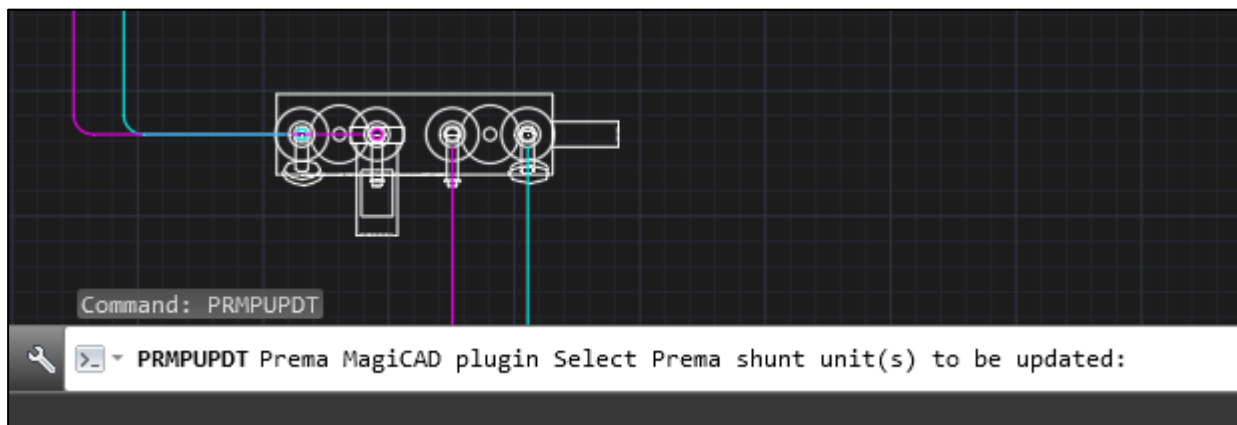 Command: PRMPUPDT
PRMPUPDT Prema MagiCAD plugin Select Prema shunt unit(s) to be updated: